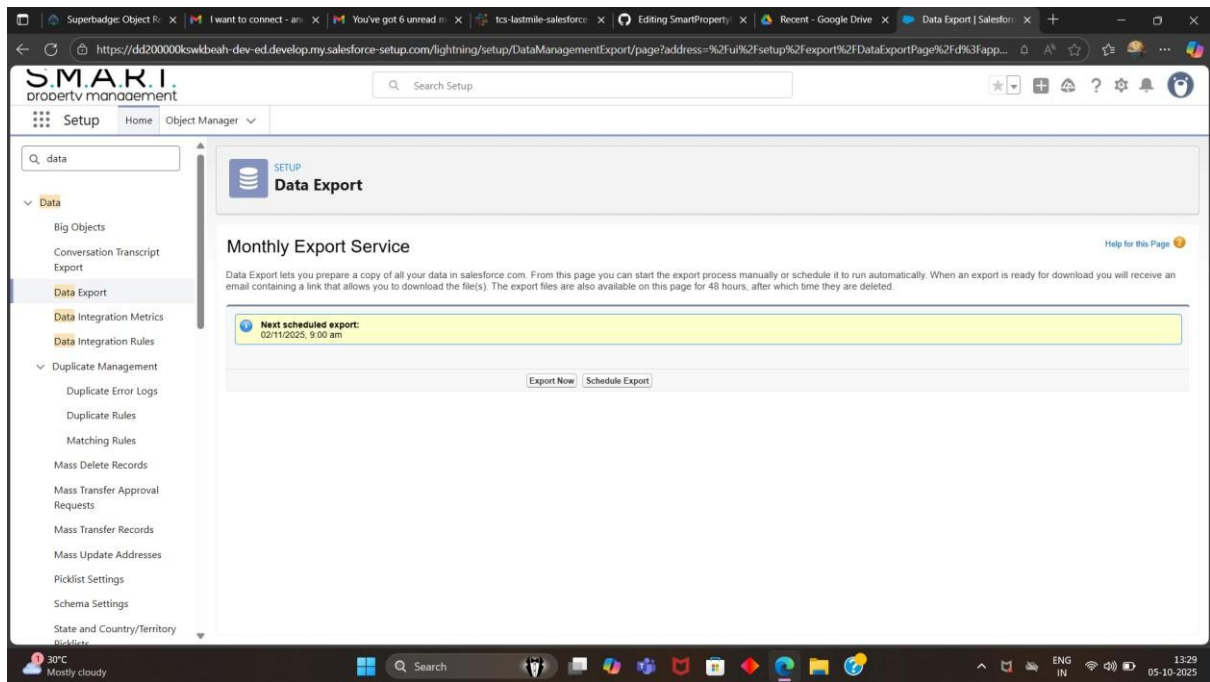 Superbadge: Object Re
I want to connect - an
You've got 6 unread m
tcs-lastmile-salesforce
Editing SmartProperty
Recent - Google Drive
Data Export | Salesforc
https://dd200000kswkbeah-dev-ed.develop.my.salesforce-setup.com/lightning/setup/DataManagementExport/page?address=%2Fui%2Fsetup%2Fexport%2FDataExportPage%2Fd%3Fapp...
S.M.A.R.T.
property management
Search Setup
Setup
Home
Object Manager
data
Data
Big Objects
Conversation Transcript
Export
Data Export
Data Integration Metrics
Data Integration Rules
Duplicate Management
Duplicate Error Logs
Duplicate Rules
Matching Rules
Mass Delete Records
Mass Transfer Approval
Requests
Mass Transfer Records
Mass Update Addresses
Picklist Settings
Schema Settings
State and Country/Territory
Picklists
SETUP
Data Export
Monthly Export Service
Help for this Page
Data Export lets you prepare a copy of all your data in salesforce.com. From this page you can start the export process manually or schedule it to run automatically. When an export is ready for download you will receive an
email containing a link that allows you to download the file(s). The export files are also available on this page for 48 hours, after which time they are deleted.
Next scheduled export:
02/11/2025, 9:00 am
Export Now
Schedule Export
1
30°C
Mostly cloudy
Search
ENG
IN
13:29
05-10-2025